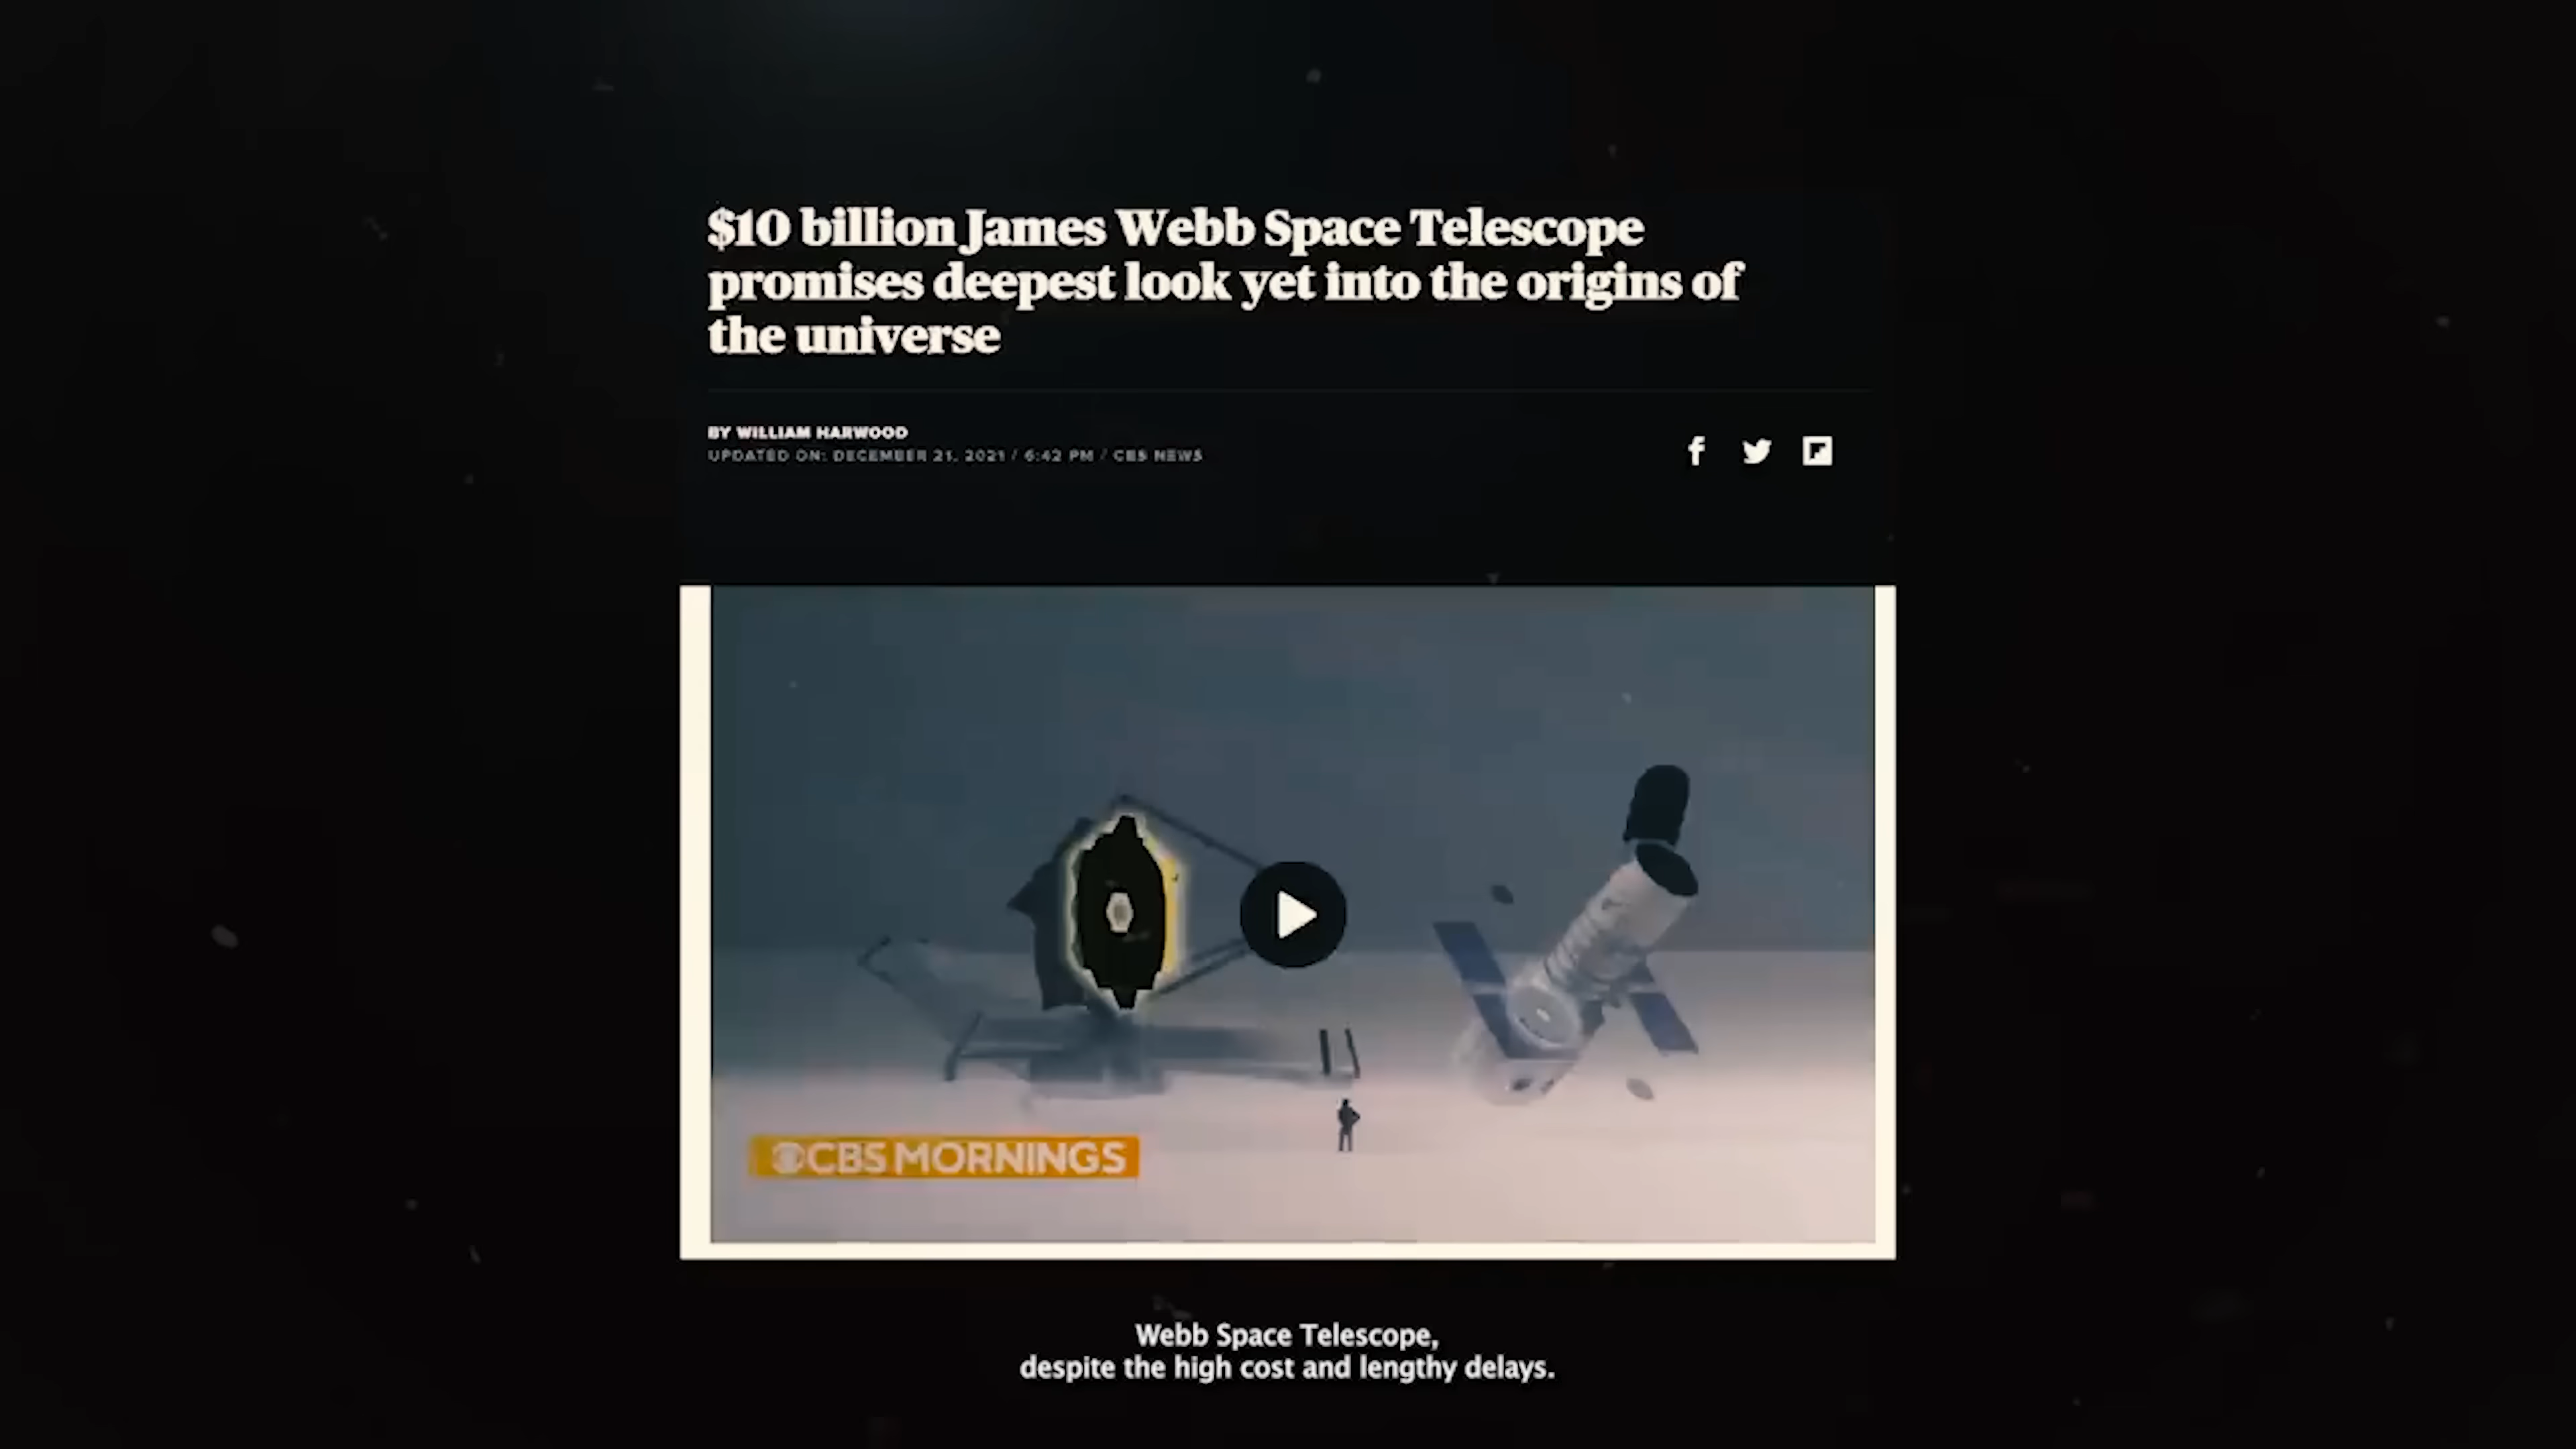 $10 billion James Webb Space Telescope
promises deepest look yet into the origins of
the universe
BY WILLIAM HARWOOD
UPDATED ON: DECEMBER 21, 2021 / 6:42 PM / CBS NEWS
CBS MORNINGS
Webb Space Telescope,
despite the high cost and lengthy delays.